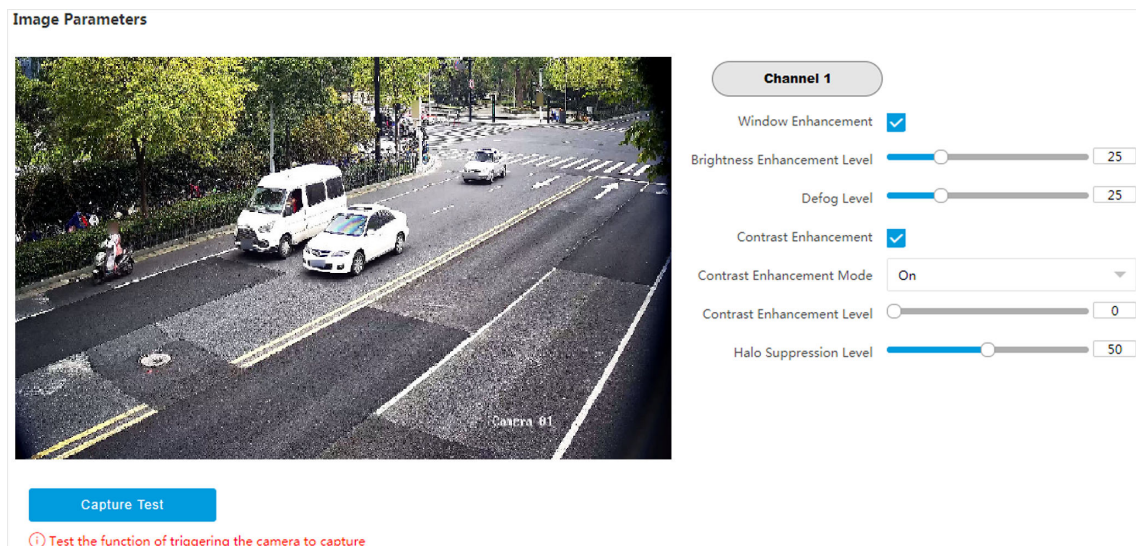 Image Parameters
Channel 1
Window Enhancement
Brightness Enhancement Level 25
Defog Level 25
Contrast Enhancement
Contrast Enhancement Mode On
Contrast Enhancement Level 0
Halo Suppression Level 50
Camera 01
Capture Test
Test the function of triggering the camera to capture